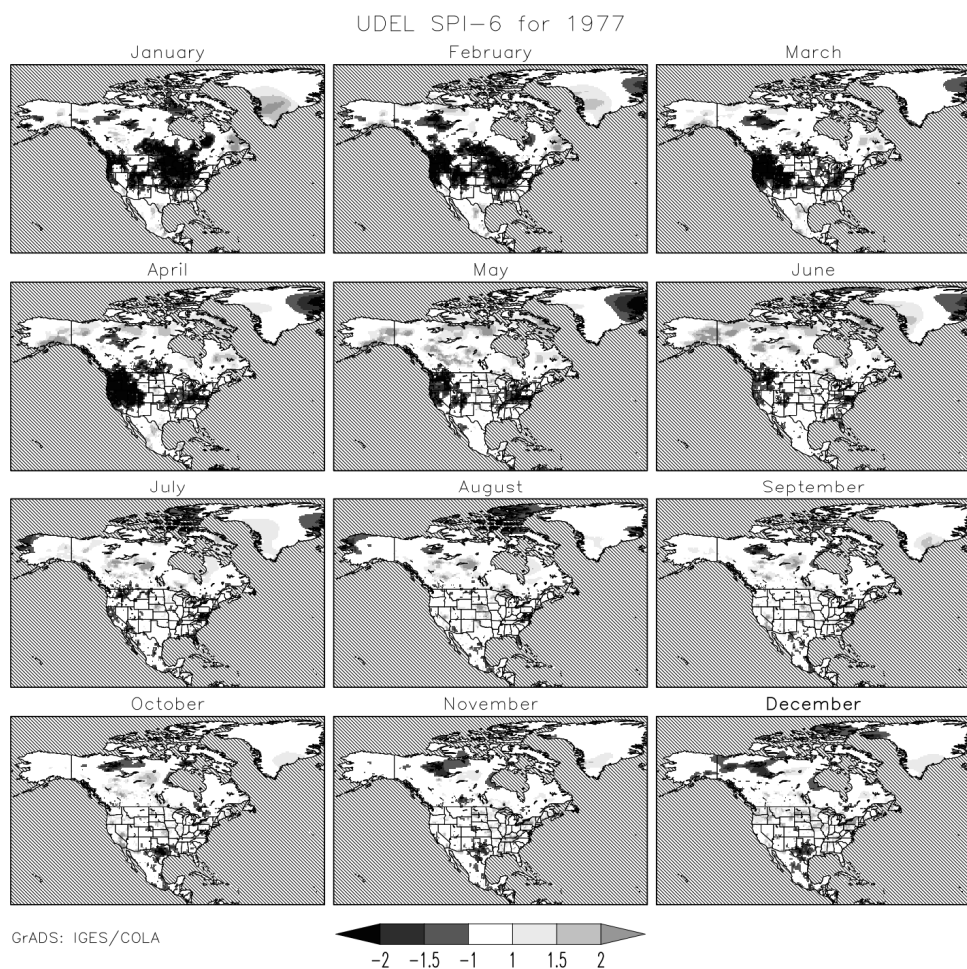 UDEL SPI-6 for 1977
January February March
April May June
July August September
October November December
GrADS: IGES/COLA
-2 -1.5 -1 1 1.5 2